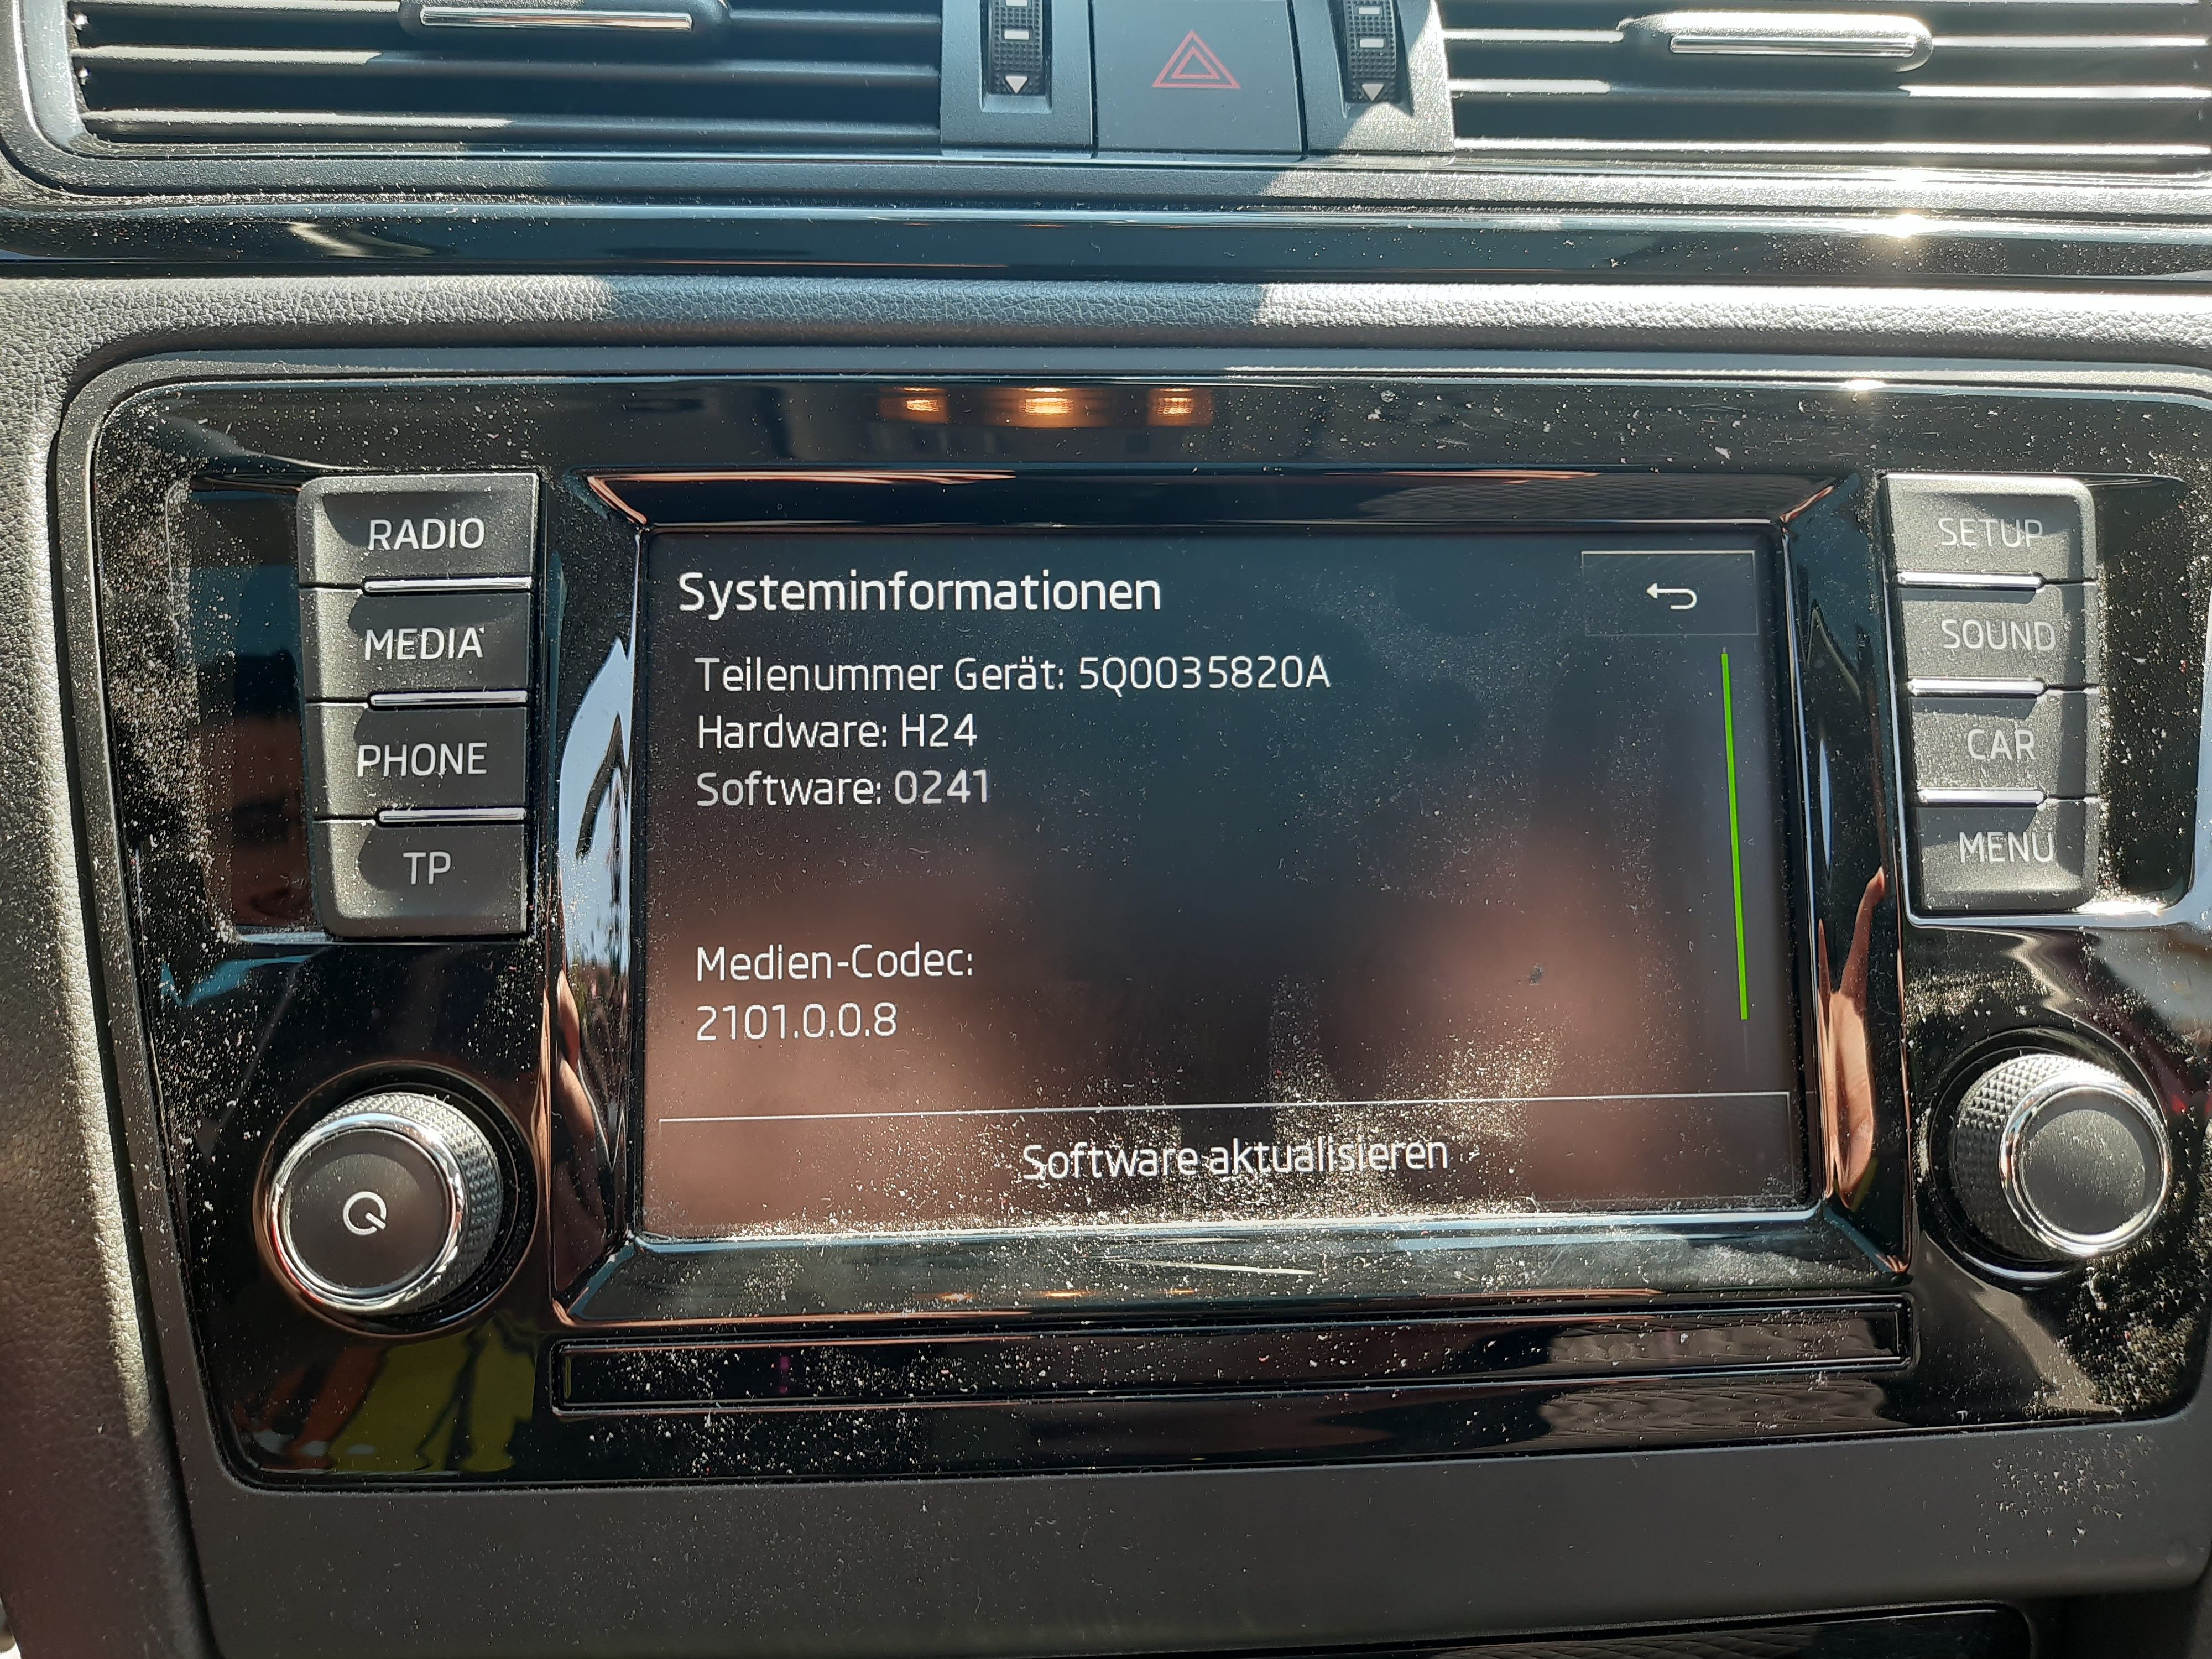 RADIO
MEDIA
PHONE
TP
Systeminformationen
Teilenummer Gerät: 5Q0035820A
Hardware: H24
Software: 0241
Medien-Codec:
2101.0.0.8
Software aktualisieren
SETUP
SOUND
CAR
MENU